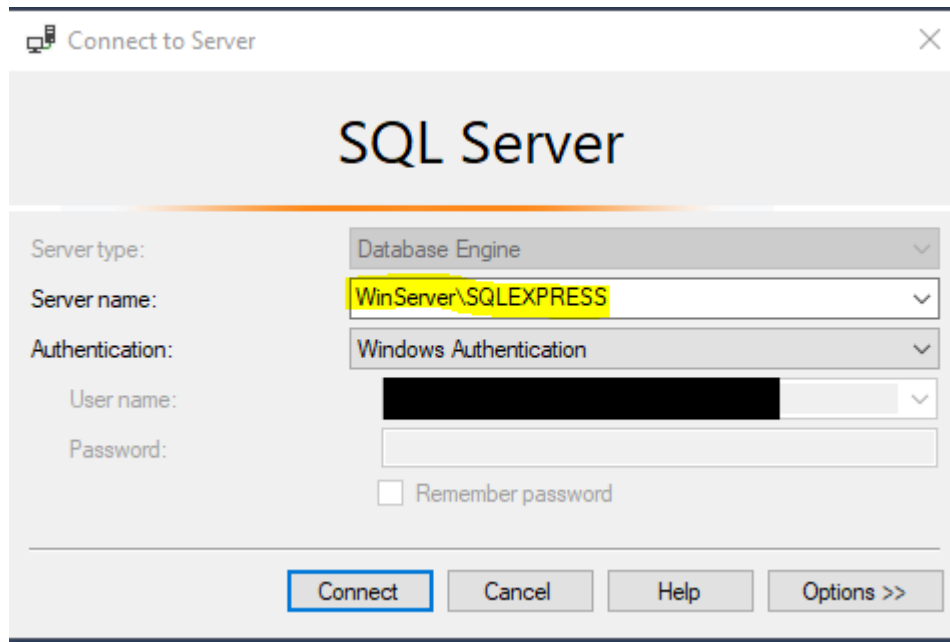 Connect to Server
SQL Server
Server type: Database Engine
Server name: WinServer\SQLEXPRESS
Authentication: Windows Authentication
User name:
Password:
Remember password
Connect Cancel Help Options >>